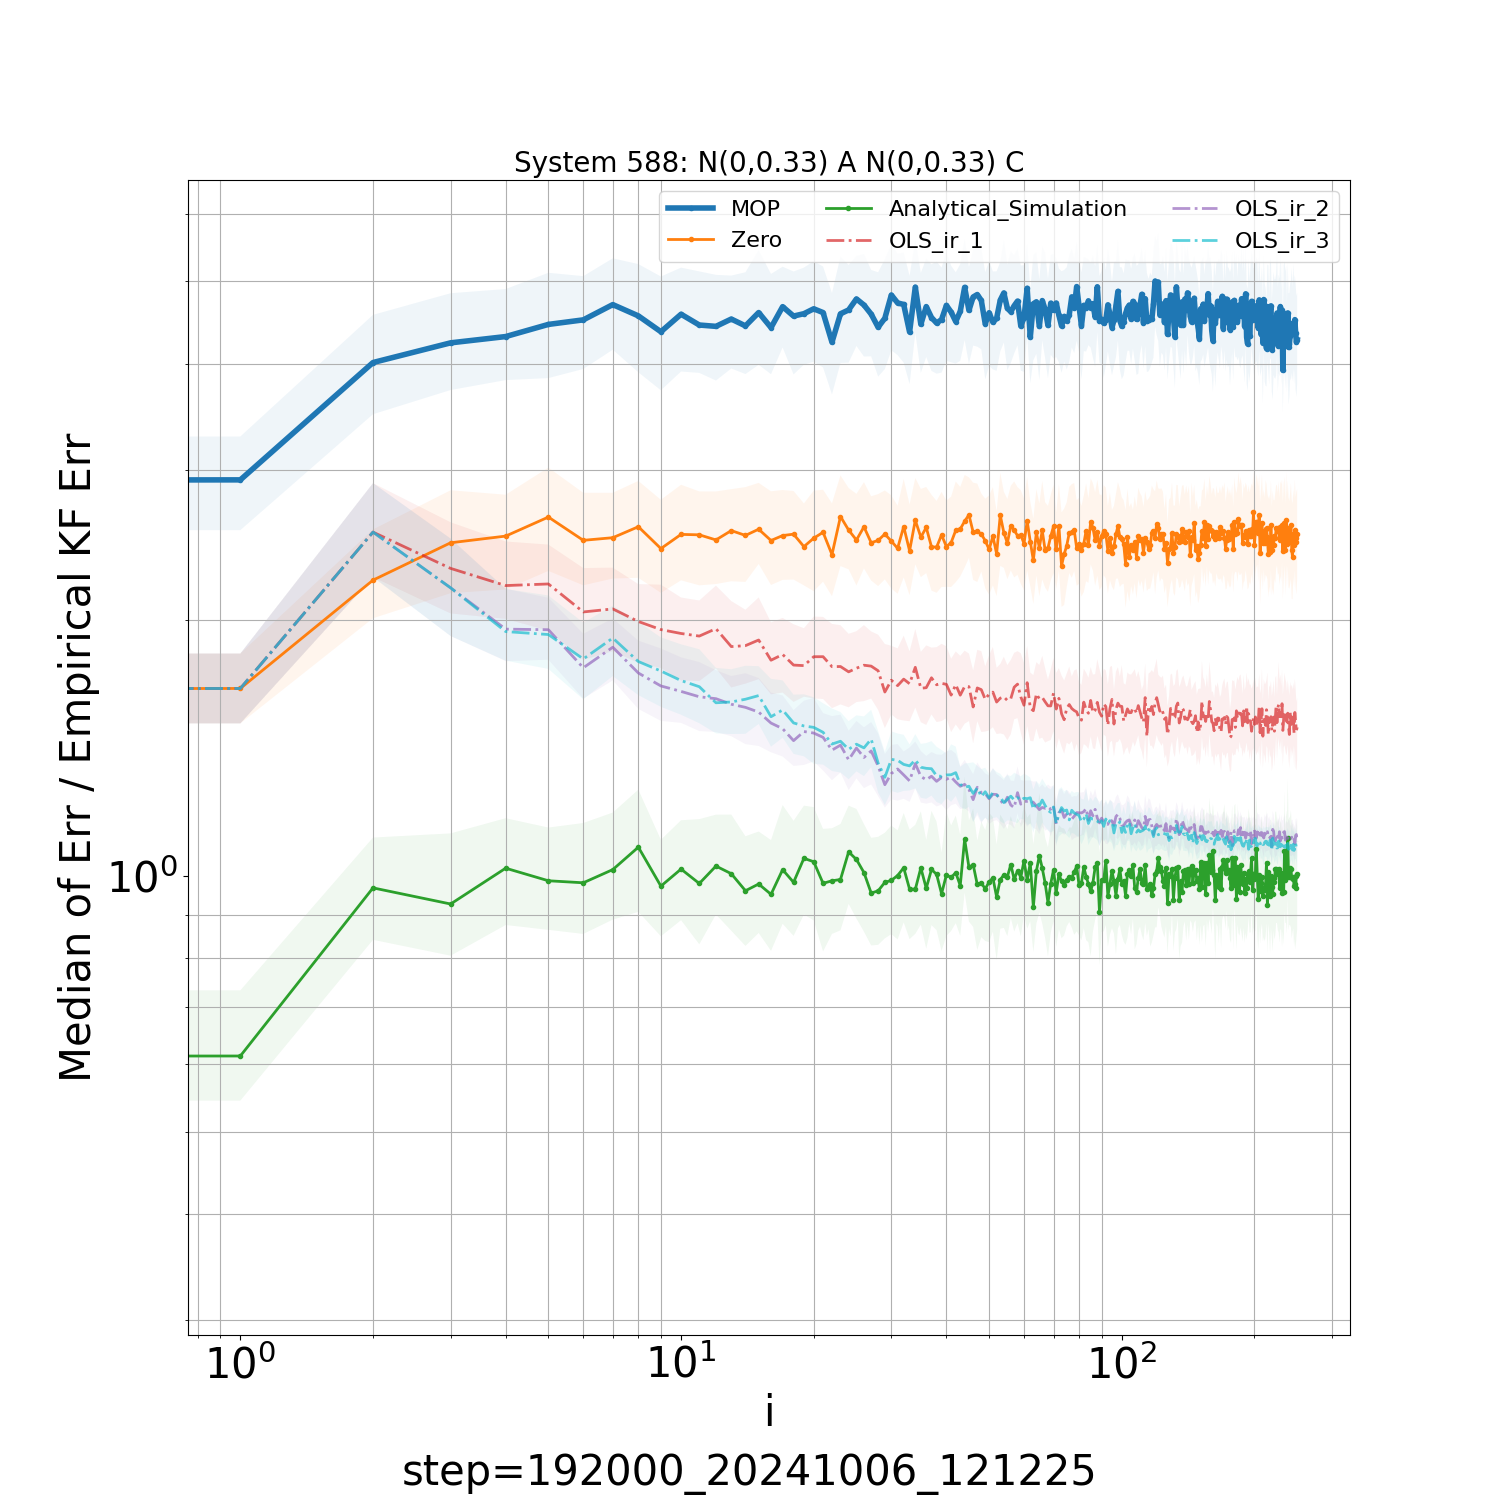 System 588: N(0,0.33) A N(0,0.33) C
MOP
Zero
Analytical_Simulation
OLS_ir_1
OLS_ir_2
OLS_ir_3
Median of Err / Empirical KF Err
10⁰
10⁰ 10¹ 10²
i
step=192000_20241006_121225